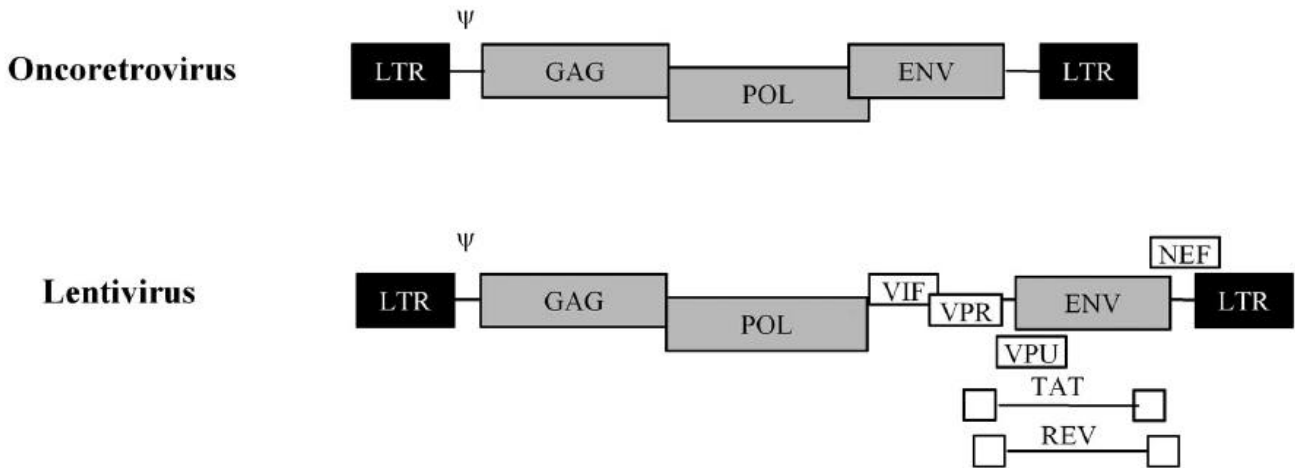 ψ
Oncoretrovirus LTR GAG POL ENV LTR
ψ
NEF
Lentivirus LTR GAG POL VIF VPR ENV LTR
VPU
TAT
REV